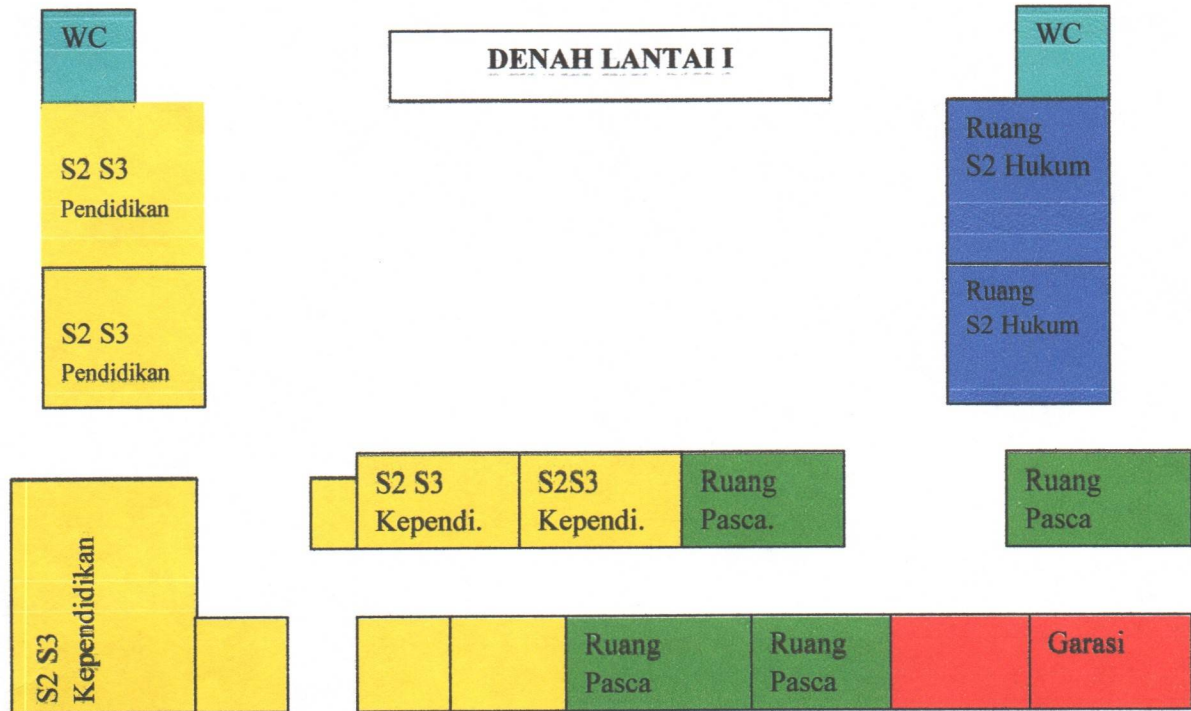 WC
DENAH LANTAI I
WC
S2 S3
Pendidikan
Ruang
S2 Hukum
S2 S3
Pendidikan
Ruang
S2 Hukum
S2 S3
Kependi.
S2S3
Kependi.
Ruang
Pasca.
Ruang
Pasca
S2 S3
Kependidikan
Ruang
Pasca
Ruang
Pasca
Garasi